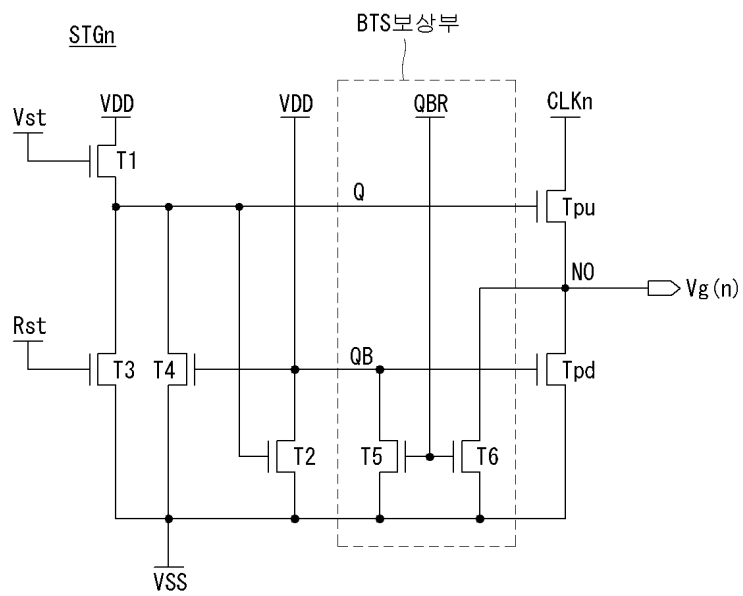 STGn
BTS보상부
Vst
VDD
VDD
QBR
CLKn
T1
Q
Tpu
NO
Vg(n)
Rst
T3
T4
QB
Tpd
T2
T5
T6
VSS